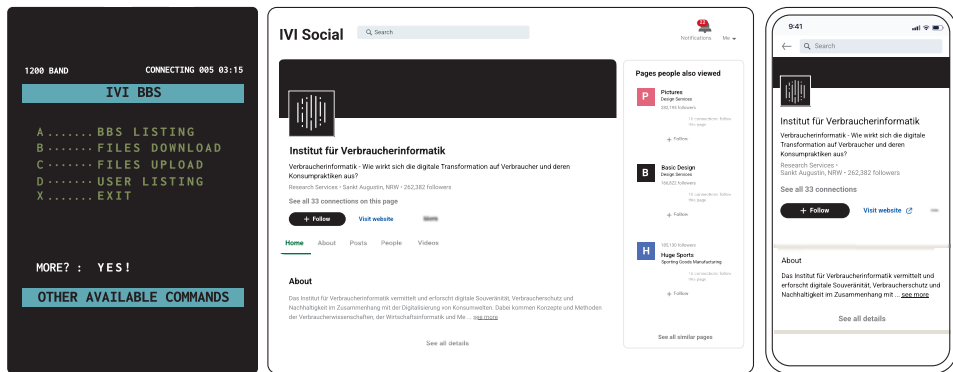 1200 BAND CONNECTING 005 03:15
IVI BBS
A....... BBS LISTING
B....... FILES DOWNLOAD
C....... FILES UPLOAD
D....... USER LISTING
X....... EXIT
MORE? : YES!
OTHER AVAILABLE COMMANDS
IVI Social
Search
22
Notifications
Me
Institut für Verbraucherinformatik
Verbraucherinformatik - Wie wirkt sich die digitale Transformation auf Verbraucher und deren
Konsumpraktiken aus?
Research Services • Sankt Augustin, NRW • 262,382 followers
See all 33 connections on this page
+ Follow
Visit website
Home About Posts People Videos
About
Das Institut für Verbraucherinformatik vermittelt und erforscht digitale Souveränität, Verbraucherschutz und
Nachhaltigkeit im Zusammenhang mit der Digitalisierung von Konsumwelten. Dabei kommen Konzepte und Methoden
der Verbraucherwissenschaften, der Wirtschaftsinformatik und Me ... see more
See all details
Pages people also viewed
P
Pictures
Design Services
+ Follow
B
Basic Design
Design Services
+ Follow
H
Huge Sports
Sporting Goods Manufacturing
+ Follow
See all similar pages
9:41
Search
Institut für Verbraucherinformatik
Verbraucherinformatik - Wie wirkt sich die digitale
Transformation auf Verbraucher und deren
Konsumpraktiken aus?
Research Services •
Sankt Augustin, NRW • 262,382 followers
See all 33 connections
+ Follow
Visit website
About
Das Institut für Verbraucherinformatik vermittelt und
erforscht digitale Souveränität, Verbraucherschutz und
Nachhaltigkeit im Zusammenhang mit ... see more
See all details